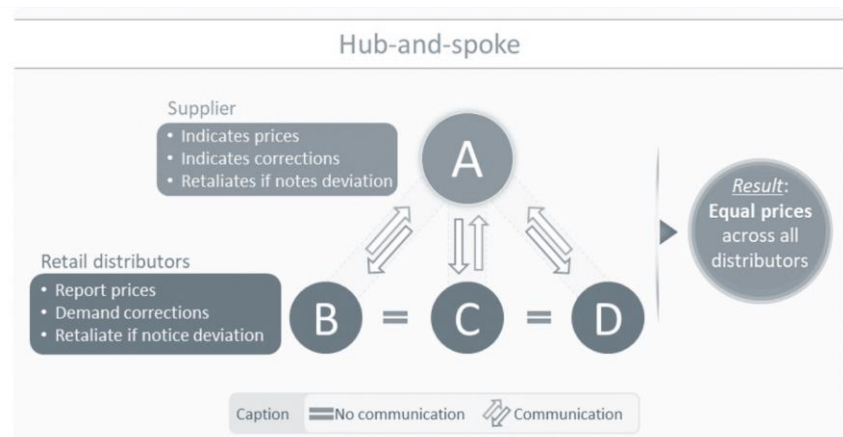 Hub-and-spoke
Supplier
• Indicates prices
• Indicates corrections
• Retaliates if notes deviation
A
Result:
Equal prices
across all
distributors
Retail distributors
• Report prices
• Demand corrections
• Retaliate if notice deviation
B = C = D
Caption
No communication
Communication